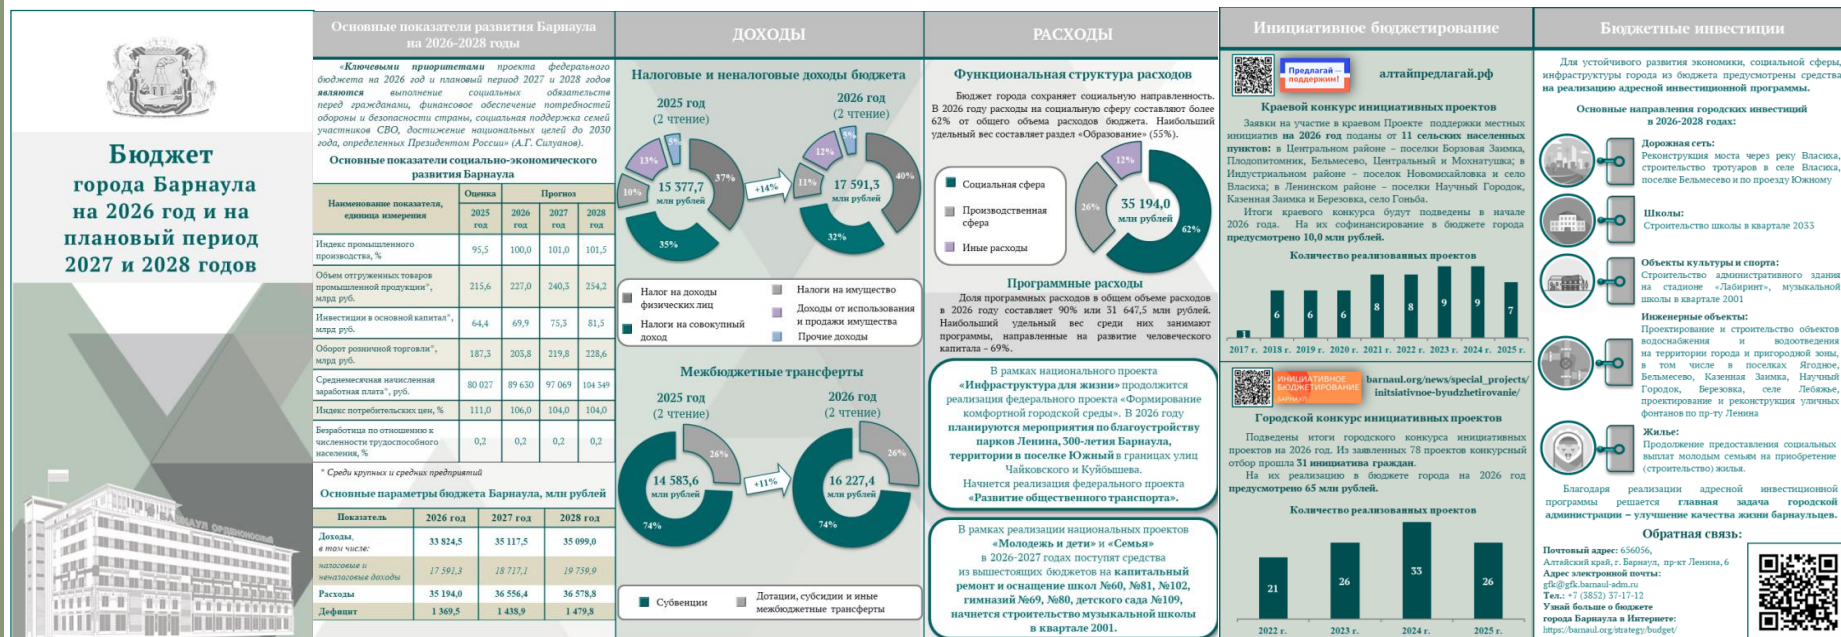 Бюджет
города Барнаула
на 2026 год и на
плановый период
2027 и 2028 годов
БАРНАУЛ ОРДЕНОНОСНЫЙ
Основные показатели развития Барнаула
на 2026-2028 годы
«Ключевыми приоритетами проекта федерального
бюджета на 2026 год и плановый период 2027 и 2028 годов
являются выполнение социальных обязательств
перед гражданами, финансовое обеспечение потребностей
обороны и безопасности страны, социальная поддержка семей
участников СВО, достижение национальных целей до 2030
года, определенных Президентом России» (А.Г. Силуанов).
Основные показатели социально-экономического
развития Барнаула
Наименование показателя,
единица измерения
Оценка Прогноз
2025 год 2026 год 2027 год 2028 год
Индекс промышленного
производства, % 95,5 100,0 101,0 101,5
Объем отгруженных товаров
промышленной продукции*,
млрд руб. 215,6 227,0 240,3 254,2
Инвестиции в основной капитал*,
млрд руб. 64,4 69,9 75,3 81,5
Оборот розничной торговли*,
млрд руб. 187,3 203,8 219,8 228,6
Среднемесячная начисленная
заработная плата*, руб. 80 027 89 630 97 069 104 349
Индекс потребительских цен, % 111,0 106,0 104,0 104,0
Безработица по отношению к
численности трудоспособного
населения, % 0,2 0,2 0,2 0,2
* Среди крупных и средних предприятий
Основные параметры бюджета Барнаула, млн рублей
Показатель 2026 год 2027 год 2028 год
Доходы,
в том числе: 33 824,5 35 117,5 35 099,0
налоговые и
неналоговые доходы 17 591,3 18 717,1 19 759,9
Расходы 35 194,0 36 556,4 36 578,8
Дефицит 1 369,5 1 438,9 1 479,8
ДОХОДЫ
Налоговые и неналоговые доходы бюджета
2025 год
(2 чтение)
2026 год
(2 чтение)
5%
13%
37%
10%
35%
15 377,7
млн рублей
+14%
5%
12%
40%
11%
32%
17 591,3
млн рублей
Налог на доходы
физических лиц
Налоги на совокупный
доход
Налоги на имущество
Доходы от использования
и продажи имущества
Прочие доходы
Межбюджетные трансферты
2025 год
(2 чтение)
2026 год
(2 чтение)
26%
14 583,6
млн рублей
74%
+11%
26%
16 227,4
млн рублей
74%
Субвенции
Дотации, субсидии и иные
межбюджетные трансферты
РАСХОДЫ
Функциональная структура расходов
Бюджет города сохраняет социальную направленность.
В 2026 году расходы на социальную сферу составляют более
62% от общего объема расходов бюджета. Наибольший
удельный вес составляет раздел «Образование» (55%).
Социальная сфера
Производственная
сфера
Иные расходы
12%
26%
35 194,0
млн рублей
62%
Программные расходы
Доля программных расходов в общем объеме расходов
в 2026 году составляет 90% или 31 647,5 млн рублей.
Наибольший удельный вес среди них занимают
программы, направленные на развитие человеческого
капитала – 69%.
В рамках национального проекта
«Инфраструктура для жизни» продолжится
реализация федерального проекта «Формирование
комфортной городской среды». В 2026 году
планируются мероприятия по благоустройству
парков Ленина, 300-летия Барнаула,
территории в поселке Южный в границах улиц
Чайковского и Куйбышева.
Начнется реализация федерального проекта
«Развитие общественного транспорта».
В рамках реализации национальных проектов
«Молодежь и дети» и «Семья»
в 2026-2027 годах поступят средства
из вышестоящих бюджетов на капитальный
ремонт и оснащение школ №60, №81, №102,
гимназий №69, №80, детского сада №109,
начнется строительство музыкальной школы
в квартале 2001.
Инициативное бюджетирование
Предлагай —
поддержим!
алтайпредлагай.рф
Краевой конкурс инициативных проектов
Заявки на участие в краевом Проекте поддержки местных
инициатив на 2026 год поданы от 11 сельских населенных
пунктов: в Центральном районе – поселки Борзовая Заимка,
Плодопитомник, Бельмесево, Центральный и Мохнатушка; в
Индустриальном районе – поселок Новомихайловка и село
Власиха; в Ленинском районе – поселки Научный Городок,
Казенная Заимка и Березовка, село Гоньба.
Итоги краевого конкурса будут подведены в начале
2026 года. На их софинансирование в бюджете города
предусмотрено 10,0 млн рублей.
Количество реализованных проектов
1 6 6 6 8 8 9 9 7
2017 г. 2018 г. 2019 г. 2020 г. 2021 г. 2022 г. 2023 г. 2024 г. 2025 г.
ИНИЦИАТИВНОЕ
БЮДЖЕТИРОВАНИЕ
БАРНАУЛ
barnaul.org/news/special_projects/
initsiativnoe-byudzhetirovanie/
Городской конкурс инициативных проектов
Подведены итоги городского конкурса инициативных
проектов на 2026 год. Из заявленных 78 проектов конкурсный
отбор прошла 31 инициатива граждан.
На их реализацию в бюджете города на 2026 год
предусмотрено 65 млн рублей.
Количество реализованных проектов
21 26 33 26
2022 г. 2023 г. 2024 г. 2025 г.
Бюджетные инвестиции
Для устойчивого развития экономики, социальной сферы,
инфраструктуры города из бюджета предусмотрены средства
на реализацию адресной инвестиционной программы.
Основные направления городских инвестиций
в 2026-2028 годах:
Дорожная сеть:
Реконструкция моста через реку Власиха,
строительство тротуаров в селе Власиха,
поселке Бельмесево и по проезду Южному
Школы:
Строительство школы в квартале 2033
Объекты культуры и спорта:
Строительство административного здания
на стадионе «Лабиринт», музыкальной
школы в квартале 2001
Инженерные объекты:
Проектирование и строительство объектов
водоснабжения и водоотведения
на территории города и пригородной зоны,
в том числе в поселках Ягодное,
Бельмесево, Казенная Заимка, Научный
Городок, Березовка, селе Лебяжье,
проектирование и реконструкция уличных
фонтанов по пр-ту Ленина
Жилье:
Продолжение предоставления социальных
выплат молодым семьям на приобретение
(строительство) жилья.
Благодаря реализации адресной инвестиционной
программы решается главная задача городской
администрации – улучшение качества жизни барнаульцев.
Обратная связь:
Почтовый адрес: 656056,
Алтайский край, г. Барнаул, пр-кт Ленина, 6
Адрес электронной почты:
gfk@gfk.barnaul-adm.ru
Тел.: +7 (3852) 37-17-12
Узнай больше о бюджете
города Барнаула в Интернете:
https://barnaul.org/strategy/budget/